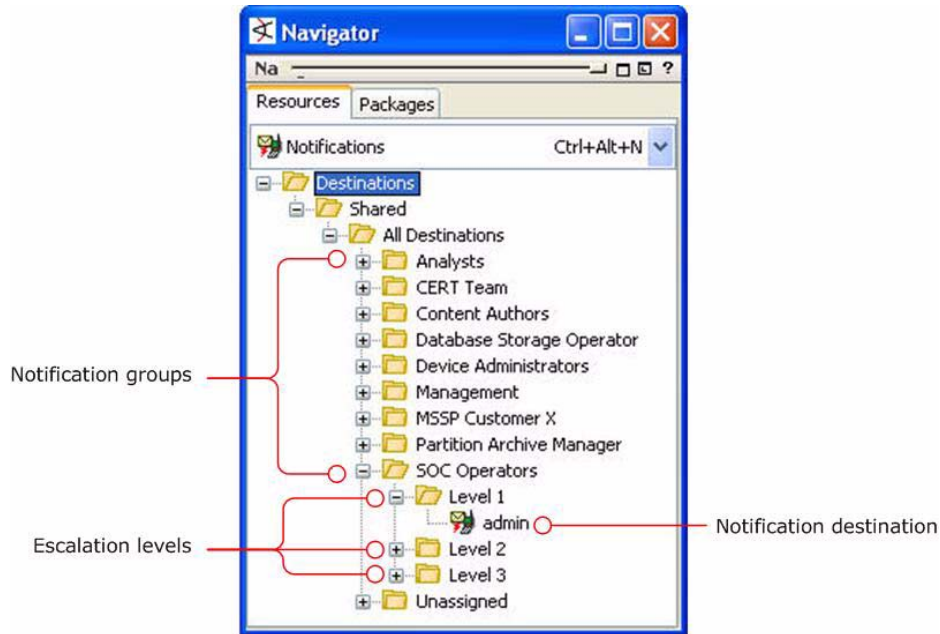 Navigator
Na
?
Resources
Packages
Notifications
Ctrl+Alt+N
Destinations
Shared
All Destinations
Analysts
CERT Team
Content Authors
Database Storage Operator
Device Administrators
Notification groups
Management
MSSP Customer X
Partition Archive Manager
SOC Operators
Level 1
admin
Notification destination
Escalation levels
Level 2
Level 3
Unassigned